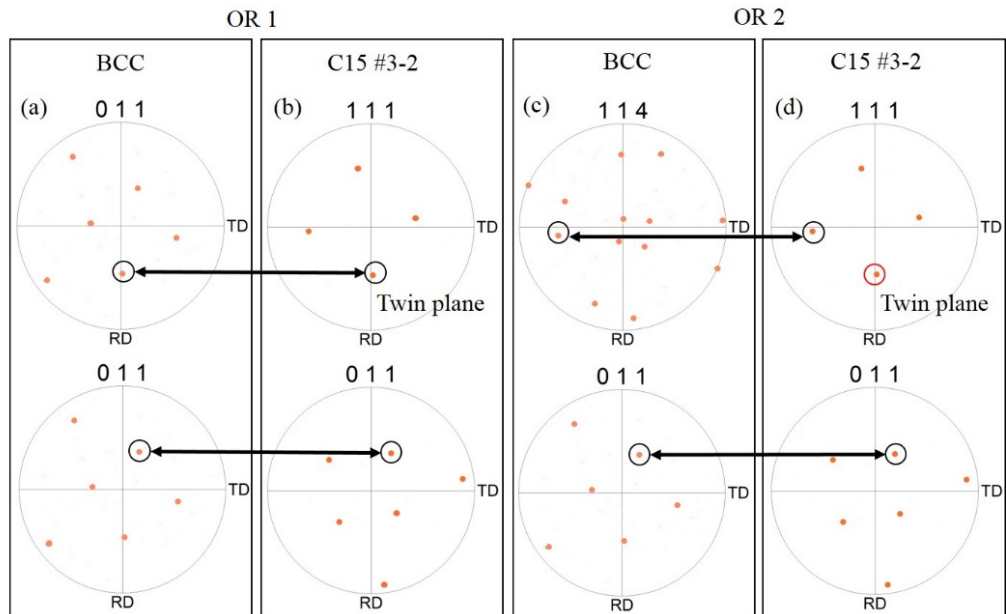 OR 1
OR 2
BCC
C15 #3-2
BCC
C15 #3-2
(a)
0 1 1
(b)
1 1 1
(c)
1 1 4
(d)
1 1 1
TD
TD
TD
TD
Twin plane
Twin plane
RD
RD
RD
RD
0 1 1
0 1 1
0 1 1
0 1 1
TD
TD
TD
TD
RD
RD
RD
RD